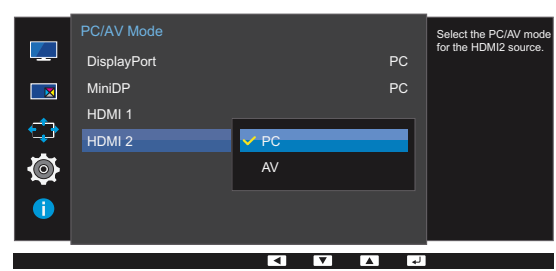 PC/AV Mode
DisplayPort PC
MiniDP PC
HDMI 1
HDMI 2
PC
AV
Select the PC/AV mode
for the HDMI2 source.